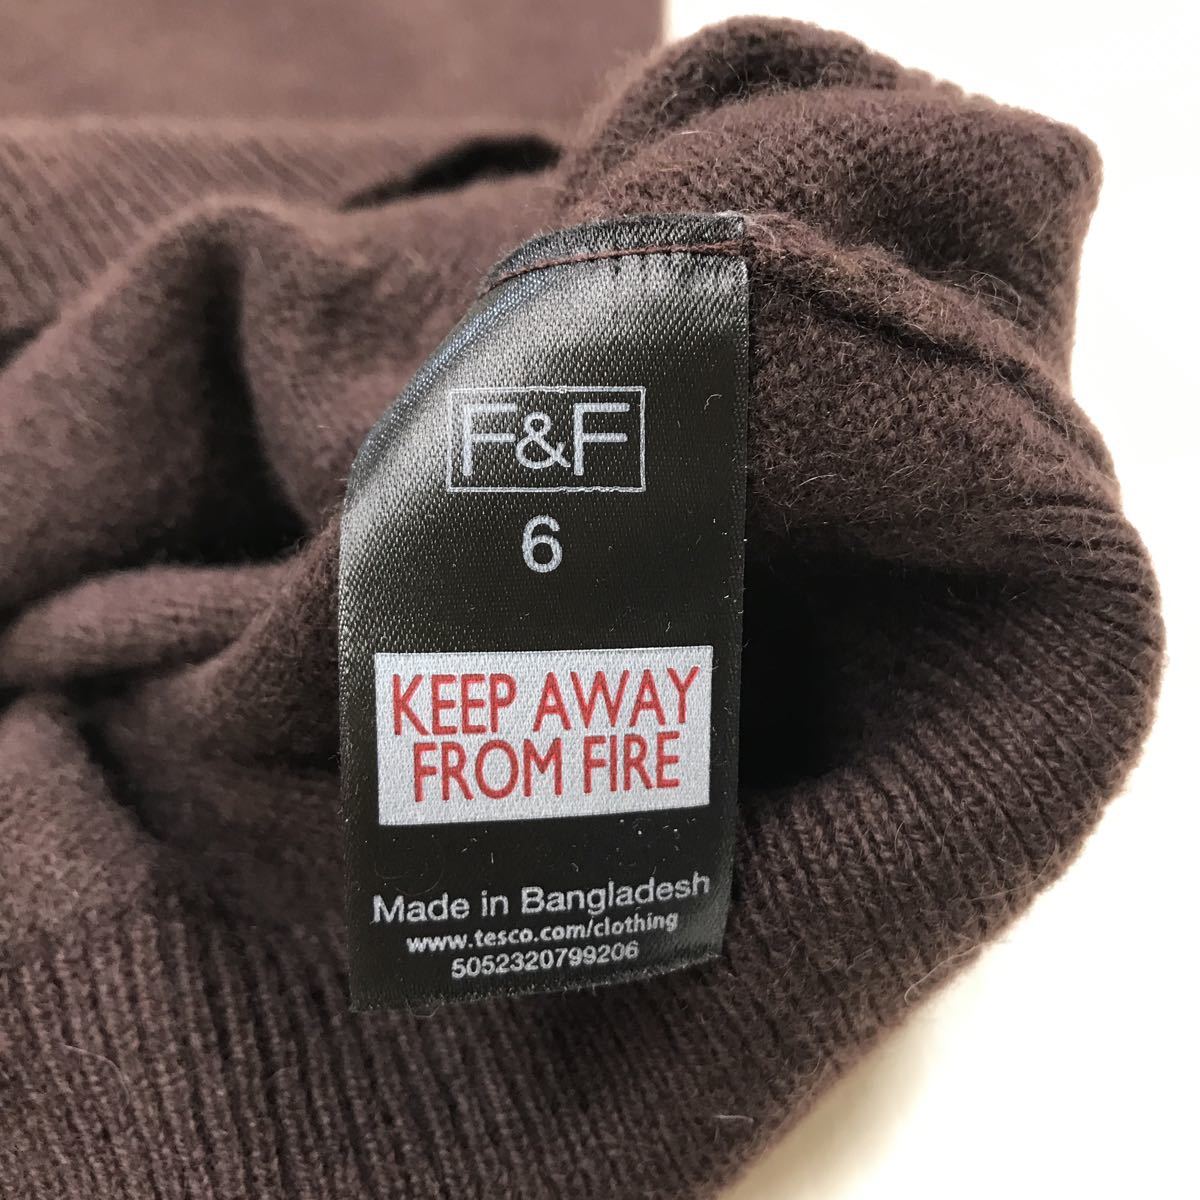 F&F
6
KEEP AWAY
FROM FIRE
Made in Bangladesh
www.tesco.com/clothing
5052320799206